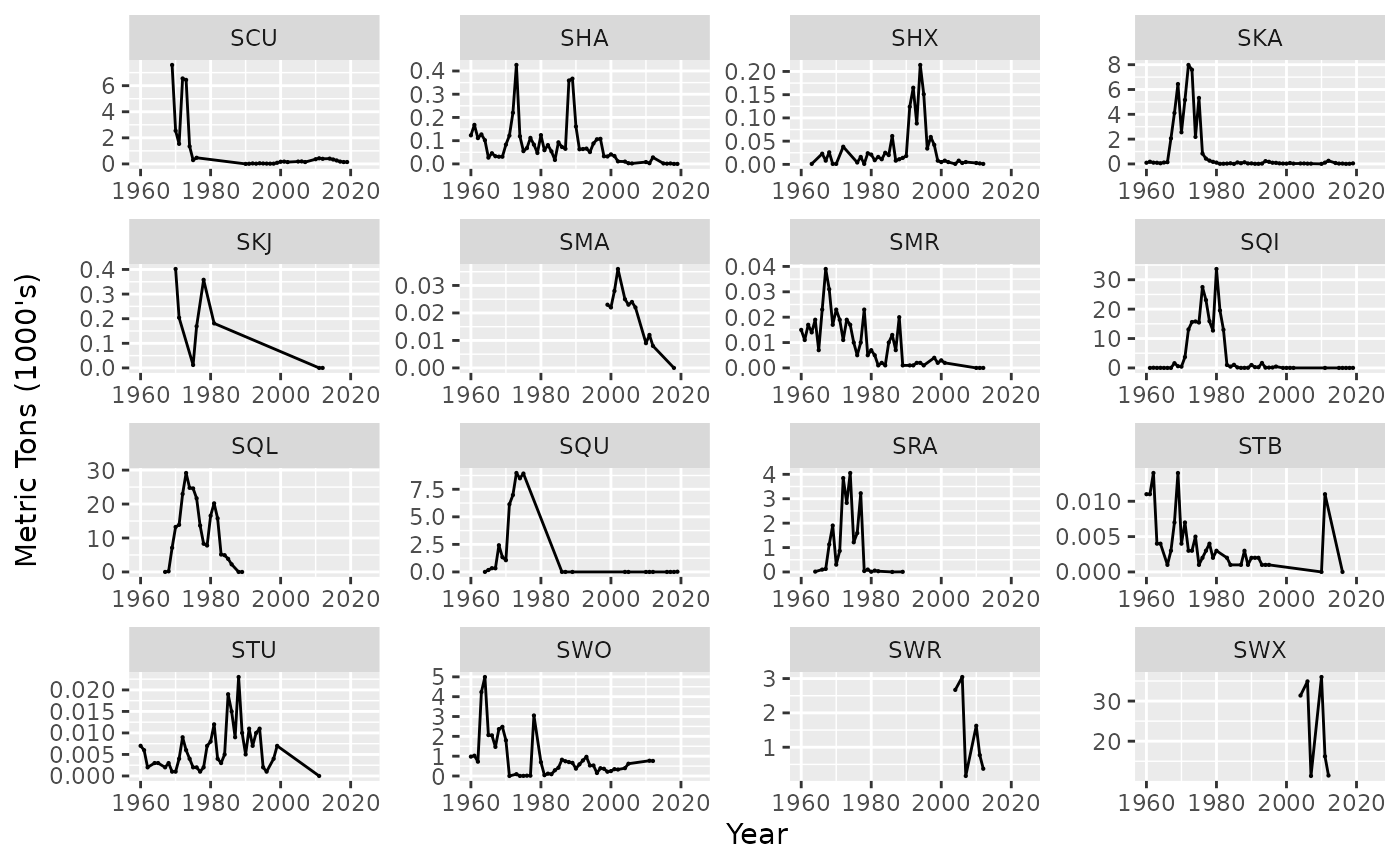 SCU SHA SHX SKA
6 4 2 0
0.4 0.3 0.2 0.1 0.0
0.20 0.15 0.10 0.05 0.00
8 6 4 2 0
1960 1980 2000 2020 1960 1980 2000 2020 1960 1980 2000 2020 1960 1980 2000 2020
SKJ SMA SMR SQI
0.4 0.3 0.2 0.1 0.0
0.03 0.02 0.01 0.00
0.04 0.03 0.02 0.01 0.00
30 20 10 0
1960 1980 2000 2020 1960 1980 2000 2020 1960 1980 2000 2020 1960 1980 2000 2020
Metric Tons (1000's)
SQL SQU SRA STB
30 20 10 0
7.5 5.0 2.5 0.0
4 3 2 1 0
0.010 0.005 0.000
1960 1980 2000 2020 1960 1980 2000 2020 1960 1980 2000 2020 1960 1980 2000 2020
STU SWO SWR SWX
0.020 0.015 0.010 0.005 0.000
5 4 3 2 1 0
3 2 1
30 20
1960 1980 2000 2020 1960 1980 2000 2020 1960 1980 2000 2020 1960 1980 2000 2020
Year